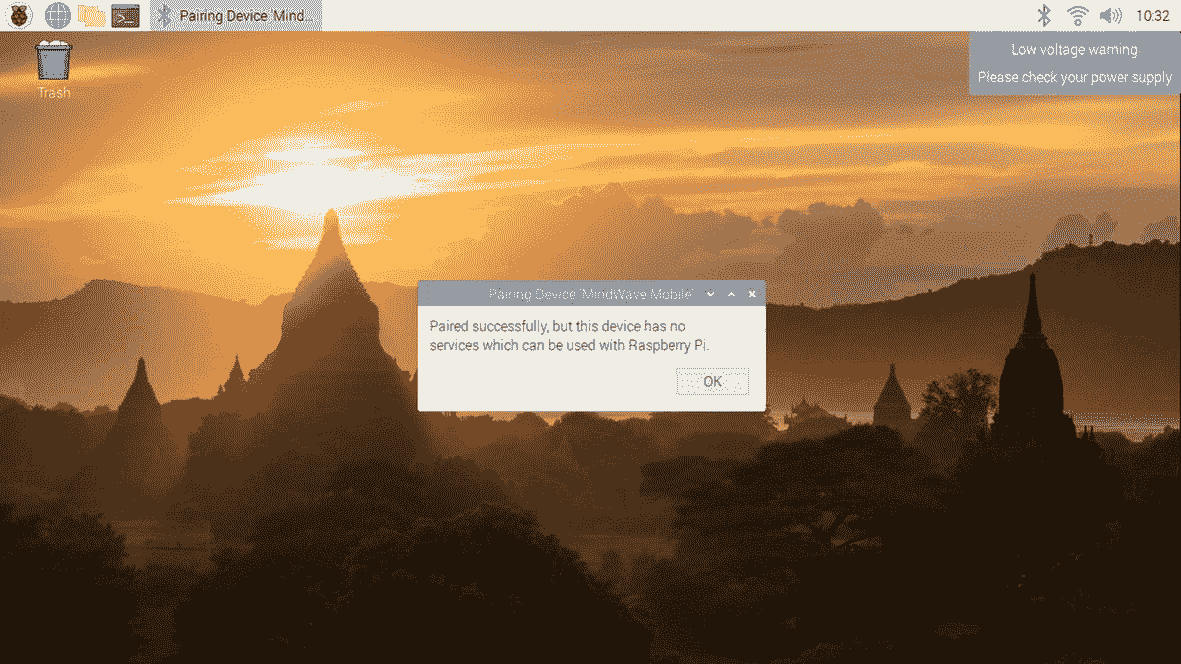 Pairing Device 'Mind...
10:32
Low voltage warning
Please check your power supply
Trash
Pairing Device 'MindWave Mobile'
Paired successfully, but this device has no
services which can be used with Raspberry Pi.
OK